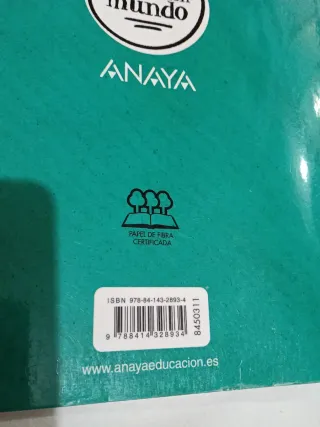 mundo
ANAYA
PAPEL DE FIBRA
CERTIFICADA
ISBN 978-84-143-2893-4
9 788414 328934
8450311
www.anayaeducacion.es